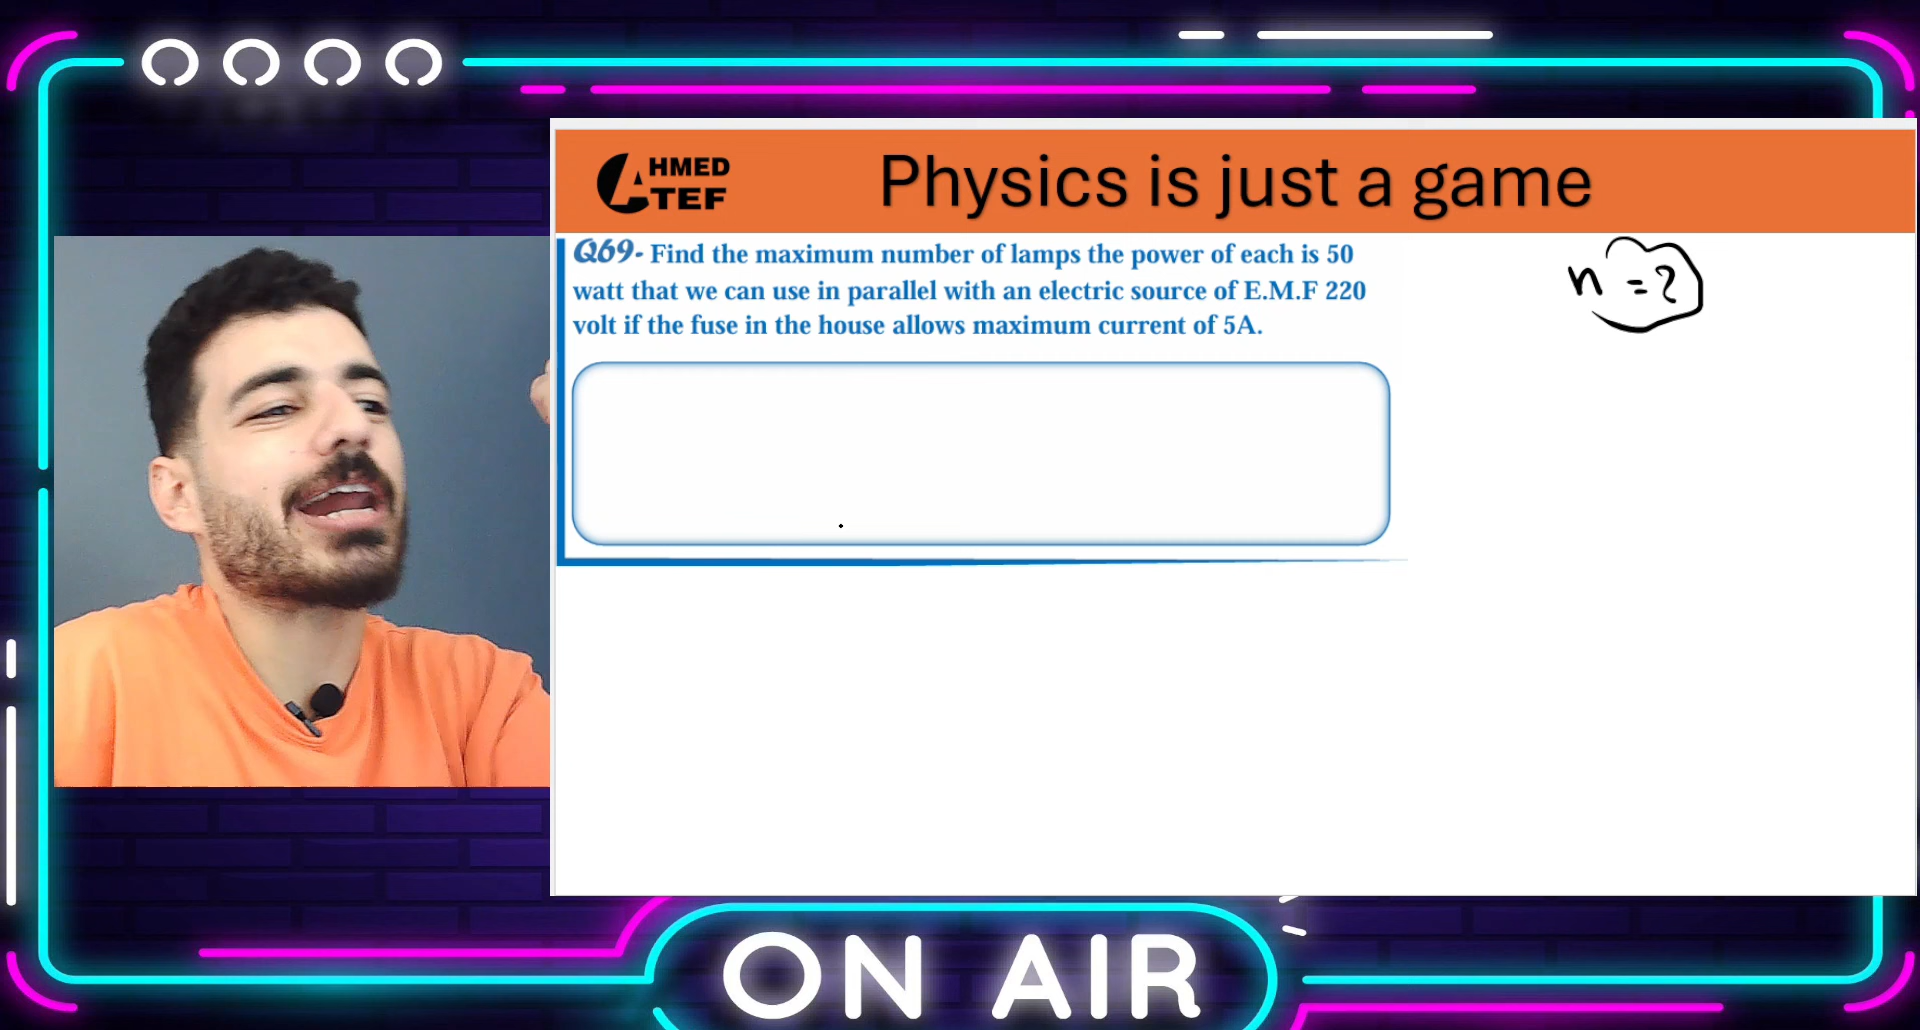 AHMED
ATEF
Physics is just a game
Q69- Find the maximum number of lamps the power of each is 50
watt that we can use in parallel with an electric source of E.M.F 220
volt if the fuse in the house allows maximum current of 5A.
n = ?
ON AIR